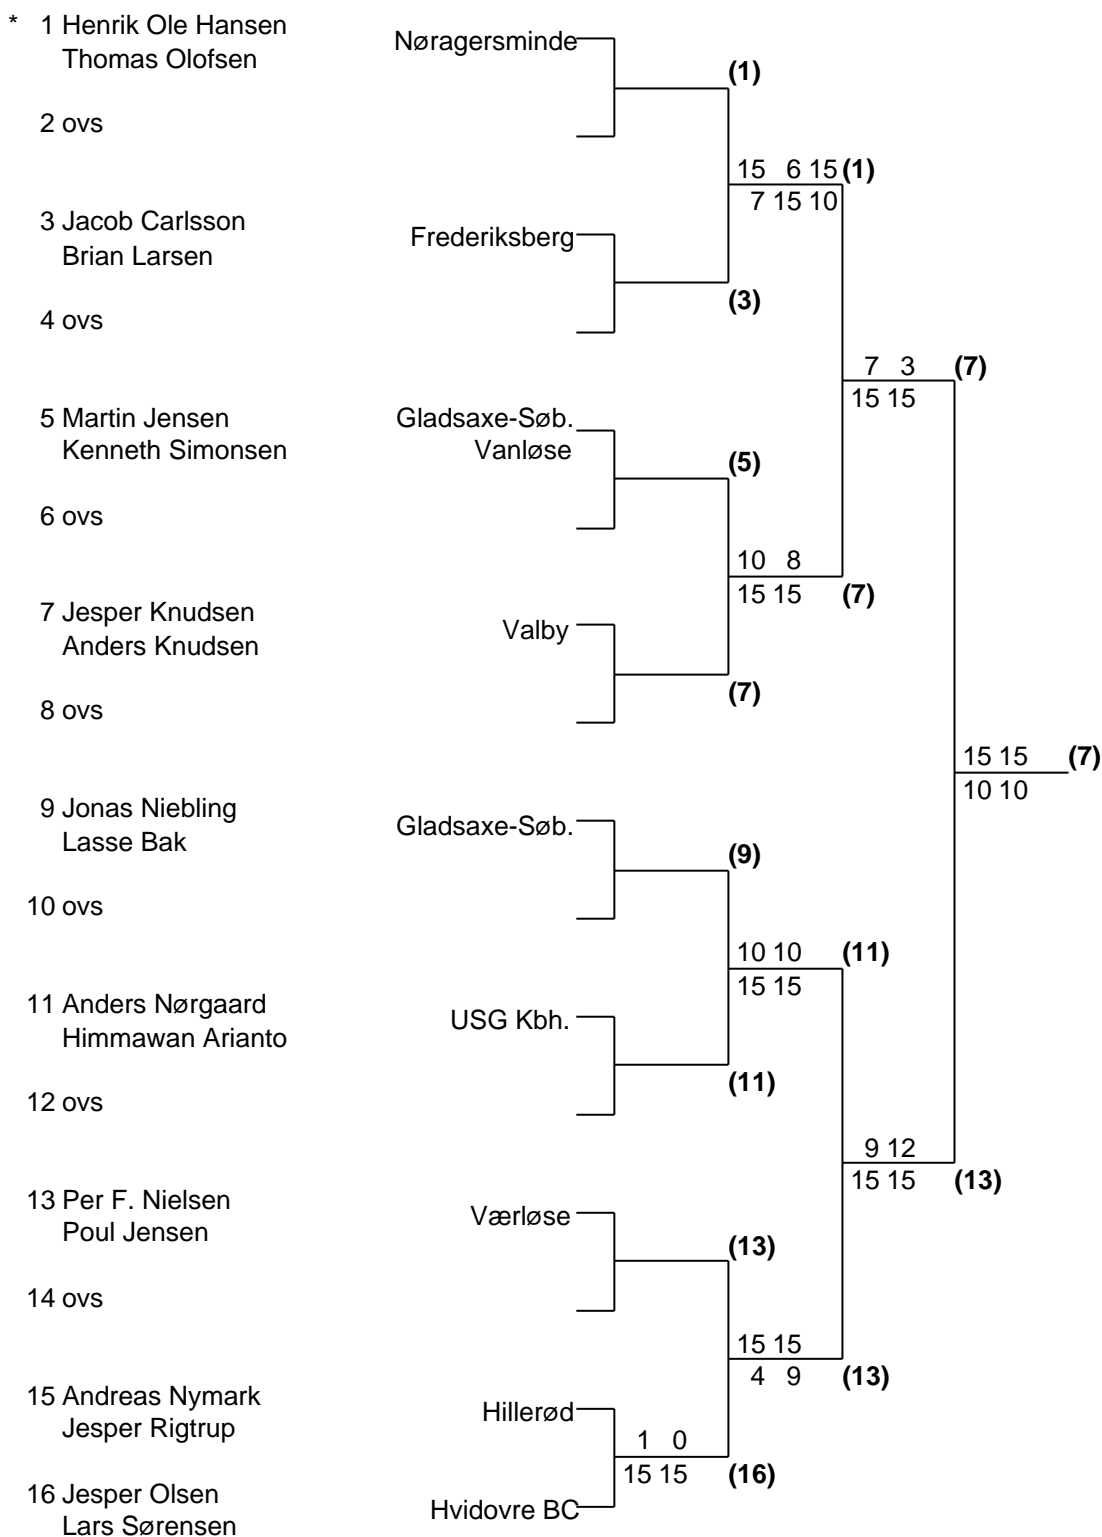 * 1 Henrik Ole Hansen
Thomas Olofsen
Nøragersminde
(1)
2 ovs
15 6 15 (1)
7 15 10
3 Jacob Carlsson
Brian Larsen
Frederiksberg
(3)
4 ovs
7 3 (7)
15 15
5 Martin Jensen
Kenneth Simonsen
Gladsaxe-Søb.
Vanløse
(5)
6 ovs
10 8
15 15 (7)
7 Jesper Knudsen
Anders Knudsen
Valby
(7)
8 ovs
15 15 (7)
10 10
9 Jonas Niebling
Lasse Bak
Gladsaxe-Søb.
(9)
10 ovs
10 10 (11)
15 15
11 Anders Nørgaard
Himmawan Arianto
USG Kbh.
(11)
12 ovs
9 12
15 15 (13)
13 Per F. Nielsen
Poul Jensen
Værløse
(13)
14 ovs
15 15
4 9 (13)
15 Andreas Nymark
Jesper Rigtrup
Hillerød
1 0
15 15 (16)
16 Jesper Olsen
Lars Sørensen
Hvidovre BC